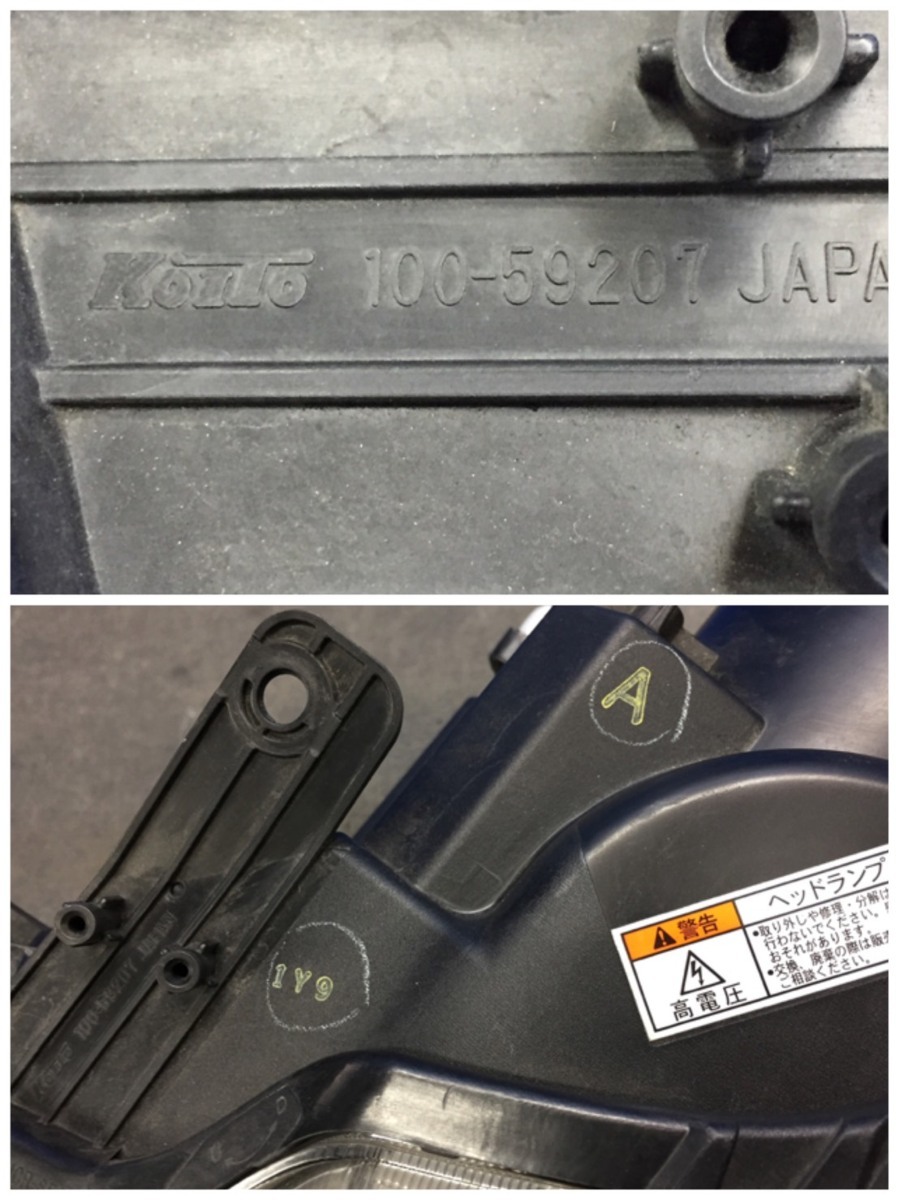 KoiTo 100-59207 JAPA
A
1Y9
警告
高電圧
ヘッドランプ
•取り外しや修理・分解は
行わないでください。
おそれがあります。
•交換、廃棄の際は販売
ご相談ください。